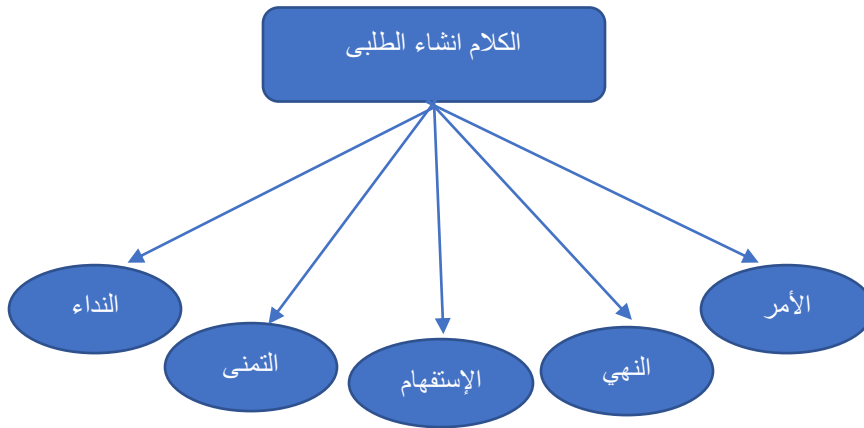 الكلام انشاء الطلبى
الأمر
النهي
الإستفهام
التمنى
النداء